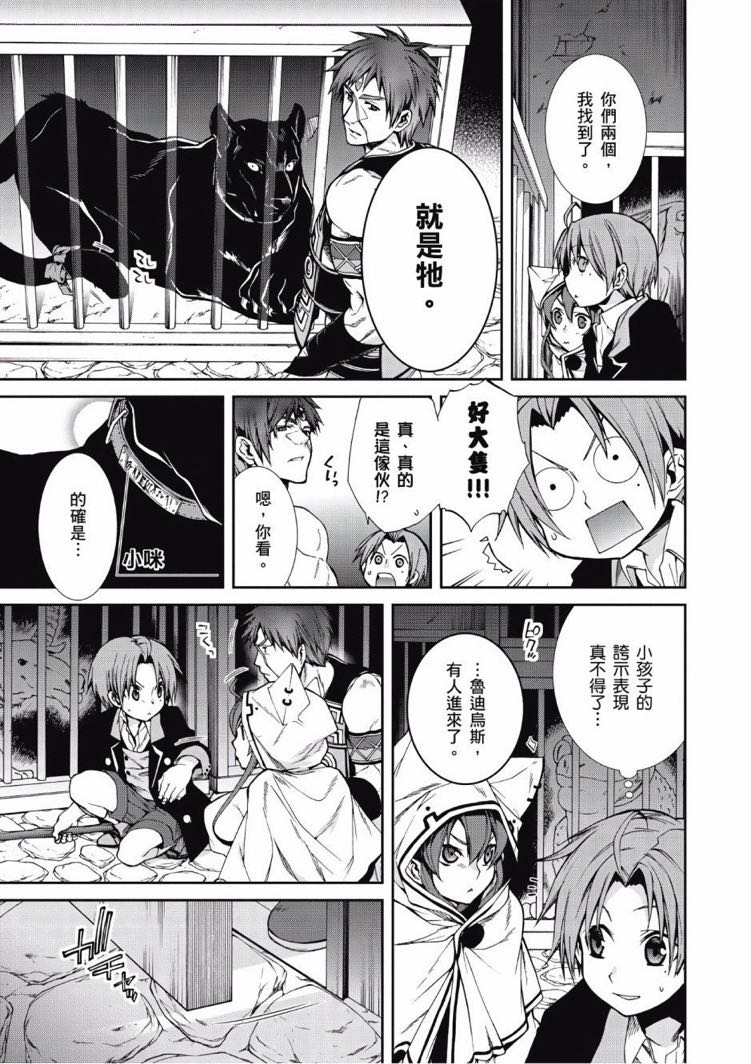 你們兩個，
我找到了。
就是牠。
好大隻!!!
真、真的
是這傢伙!?
嗯，你看。
小咪
的確是…
小孩子的
誇示表現
真不得了…
…魯迪烏斯，
有人進來了。
ピク